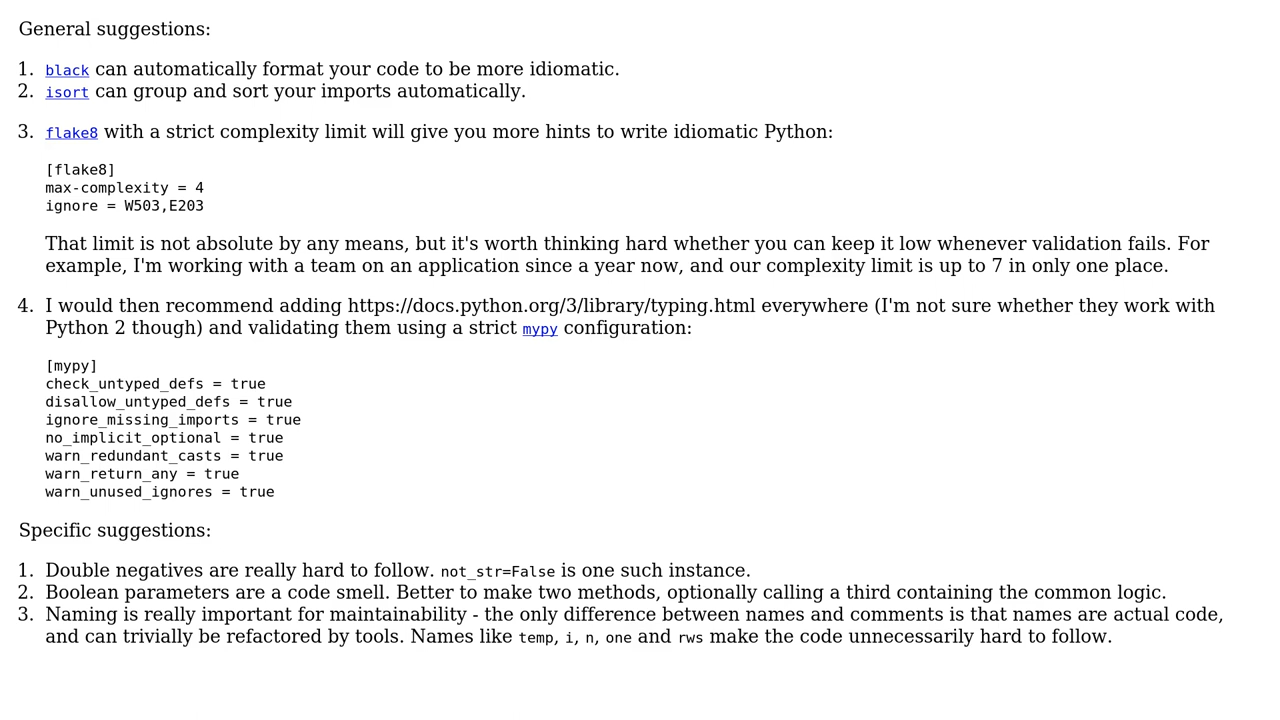 General suggestions:
1. black can automatically format your code to be more idiomatic.
2. isort can group and sort your imports automatically.
3. flake8 with a strict complexity limit will give you more hints to write idiomatic Python:
[flake8]
max-complexity = 4
ignore = W503,E203
That limit is not absolute by any means, but it's worth thinking hard whether you can keep it low whenever validation fails. For
example, I'm working with a team on an application since a year now, and our complexity limit is up to 7 in only one place.
4. I would then recommend adding https://docs.python.org/3/library/typing.html everywhere (I'm not sure whether they work with
Python 2 though) and validating them using a strict mypy configuration:
[mypy]
check_untyped_defs = true
disallow_untyped_defs = true
ignore_missing_imports = true
no_implicit_optional = true
warn_redundant_casts = true
warn_return_any = true
warn_unused_ignores = true
Specific suggestions:
1. Double negatives are really hard to follow. not_str=False is one such instance.
2. Boolean parameters are a code smell. Better to make two methods, optionally calling a third containing the common logic.
3. Naming is really important for maintainability - the only difference between names and comments is that names are actual code,
and can trivially be refactored by tools. Names like temp, i, n, one and rws make the code unnecessarily hard to follow.